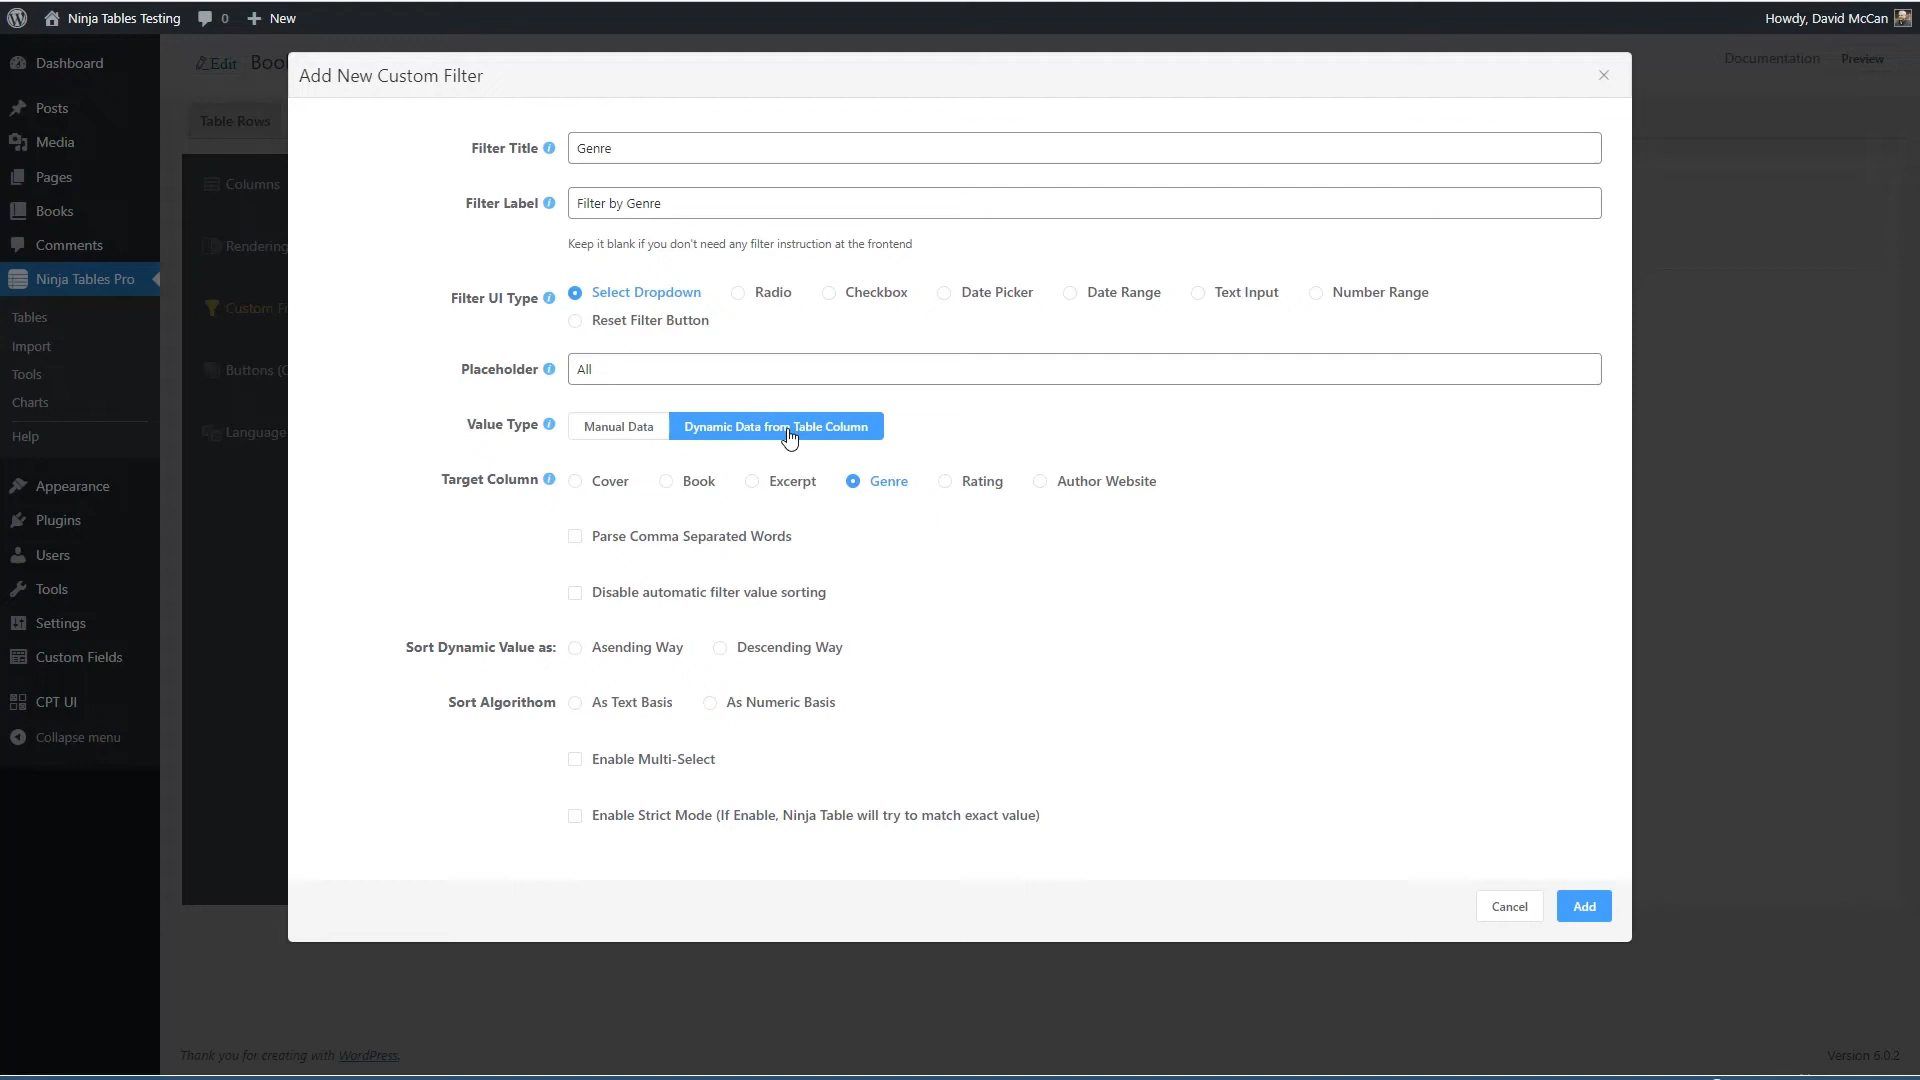 Ninja Tables Testing 0 New Howdy, David McCan
Dashboard
Posts
Media
Pages
Books
Comments
Ninja Tables Pro
Tables
Import
Tools
Charts
Help
Appearance
Plugins
Users
Tools
Settings
Custom Fields
CPT UI
Collapse menu
Edit Boo
Documentation Preview
Table Rows
Columns
Rendering
Custom Fi
Buttons (C
Language
Add New Custom Filter
Filter Title Genre
Filter Label Filter by Genre
Keep it blank if you don't need any filter instruction at the frontend
Filter UI Type Select Dropdown Radio Checkbox Date Picker Date Range Text Input Number Range
Reset Filter Button
Placeholder All
Value Type Manual Data Dynamic Data from Table Column
Target Column Cover Book Excerpt Genre Rating Author Website
Parse Comma Separated Words
Disable automatic filter value sorting
Sort Dynamic Value as: Asending Way Descending Way
Sort Algorithom As Text Basis As Numeric Basis
Enable Multi-Select
Enable Strict Mode (If Enable, Ninja Table will try to match exact value)
Cancel Add
Thank you for creating with WordPress. Version 6.0.2